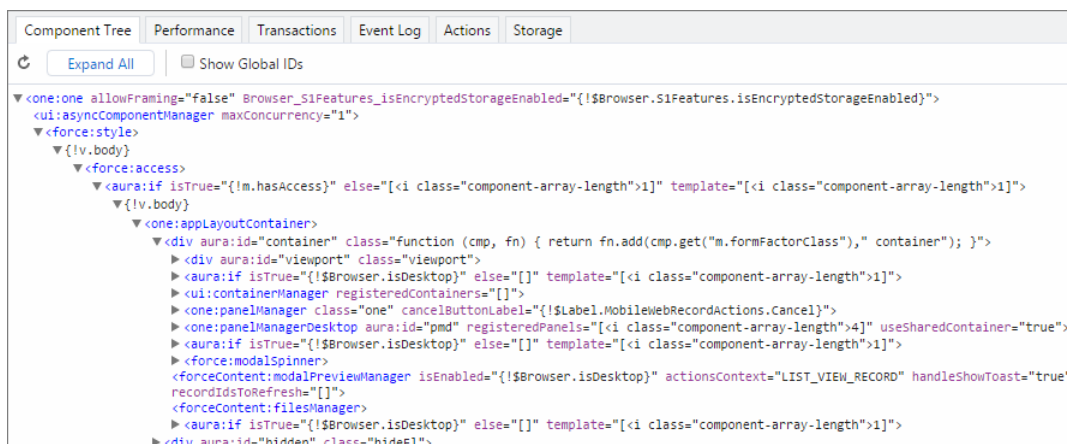 Component Tree Performance Transactions Event Log Actions Storage
Expand All Show Global IDs
<one:one allowFraming="false" Browser_S1Features_isEncryptedStorageEnabled="{!$Browser.S1Features.isEncryptedStorageEnabled}">
<ui:asyncComponentManager maxConcurrency="1">
<force:style>
{!v.body}
<force:access>
<aura:if isTrue="{!m.hasAccess}" else="[<i class="component-array-length">1]" template="[<i class="component-array-length">1]">
{!v.body}
<one:appLayoutContainer>
<div aura:id="container" class="function (cmp, fn) { return fn.add(cmp.get("m.formFactorClass")," container"); }">
<div aura:id="viewport" class="viewport">
<aura:if isTrue="{!$Browser.isDesktop}" else="[]" template="[<i class="component-array-length">1]">
<ui:containerManager registeredContainers="[]">
<one:panelManager class="one" cancelButtonLabel="{!$Label.MobileWebRecordActions.Cancel}">
<one:panelManagerDesktop aura:id="pmd" registeredPanels="[<i class="component-array-length">4]" useSharedContainer="true">
<aura:if isTrue="{!$Browser.isDesktop}" else="[]" template="[<i class="component-array-length">1]">
<force:modalSpinner>
<forceContent:modalPreviewManager isEnabled="{!$Browser.isDesktop}" actionsContext="LIST_VIEW_RECORD" handleShowToast="true"
recordIdsToRefresh="[]">
<forceContent:filesManager>
<aura:if isTrue="{!$Browser.isDesktop}" else="[]" template="[<i class="component-array-length">1]">
<div aura:id="hidden" class="hideEl">